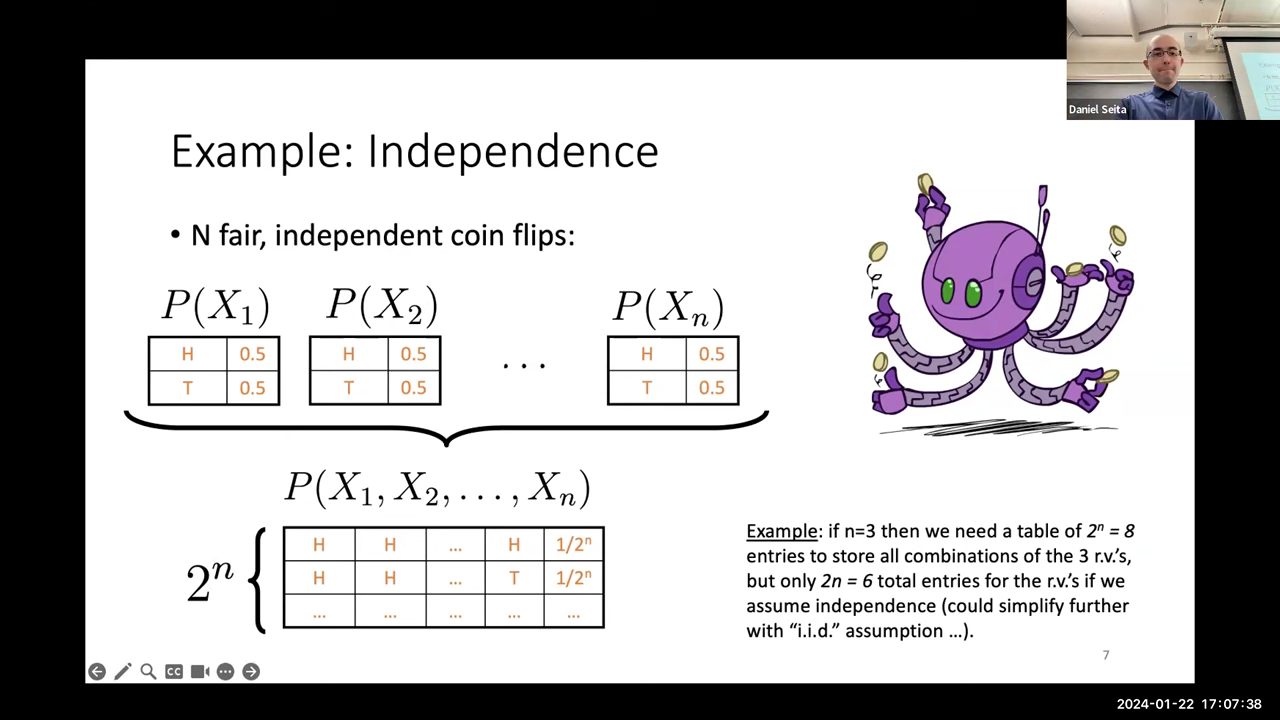 Daniel Seita
Example: Independence
• N fair, independent coin flips:
P(X₁) P(X₂) P(Xₙ)
H 0.5 H 0.5 H 0.5
T 0.5 T 0.5 ... T 0.5
P(X₁, X₂, . . . , Xₙ)
2ⁿ
H H ... H 1/2ⁿ
H H ... T 1/2ⁿ
... ... ... ... ...
Example: if n=3 then we need a table of 2ⁿ = 8
entries to store all combinations of the 3 r.v.'s,
but only 2n = 6 total entries for the r.v.'s if we
assume independence (could simplify further
with “i.i.d.” assumption ...).
7
CC
2024-01-22 17:07:38